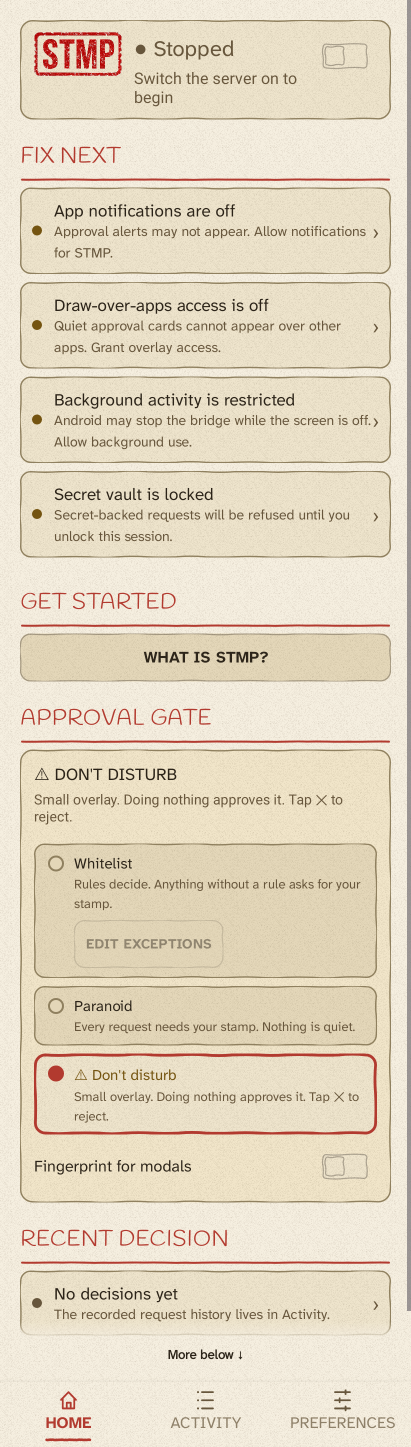 STMP
● Stopped
Switch the server on to
begin
FIX NEXT
App notifications are off
Approval alerts may not appear. Allow notifications
for STMP.
Draw-over-apps access is off
Quiet approval cards cannot appear over other
apps. Grant overlay access.
Background activity is restricted
Android may stop the bridge while the screen is off.
Allow background use.
Secret vault is locked
Secret-backed requests will be refused until you
unlock this session.
GET STARTED
WHAT IS STMP?
APPROVAL GATE
⚠ DON'T DISTURB
Small overlay. Doing nothing approves it. Tap ✕ to
reject.
Whitelist
Rules decide. Anything without a rule asks for your
stamp.
EDIT EXCEPTIONS
Paranoid
Every request needs your stamp. Nothing is quiet.
⚠ Don't disturb
Small overlay. Doing nothing approves it. Tap ✕ to
reject.
Fingerprint for modals
RECENT DECISION
No decisions yet
The recorded request history lives in Activity.
More below ↓
HOME
ACTIVITY
PREFERENCES